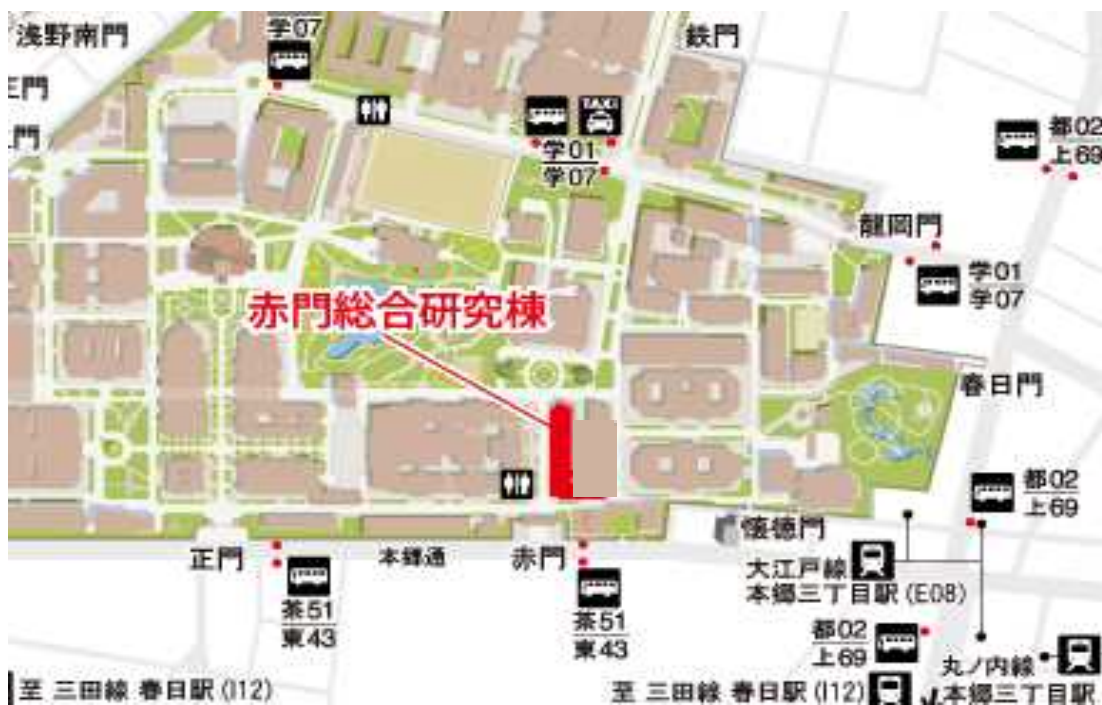 浅野南門
学07
鉄門
三門
門
TAXI
学01
学07
都02
上69
龍岡門
学01
学07
赤門総合研究棟
春日門
都02
上69
正門
本郷通
赤門
懐徳門
大江戸線
本郷三丁目駅(E08)
茶51
東43
茶51
東43
都02
上69
丸ノ内線
本郷三丁目駅
至 三田線 春日駅(I12)
至 三田線 春日駅(I12)